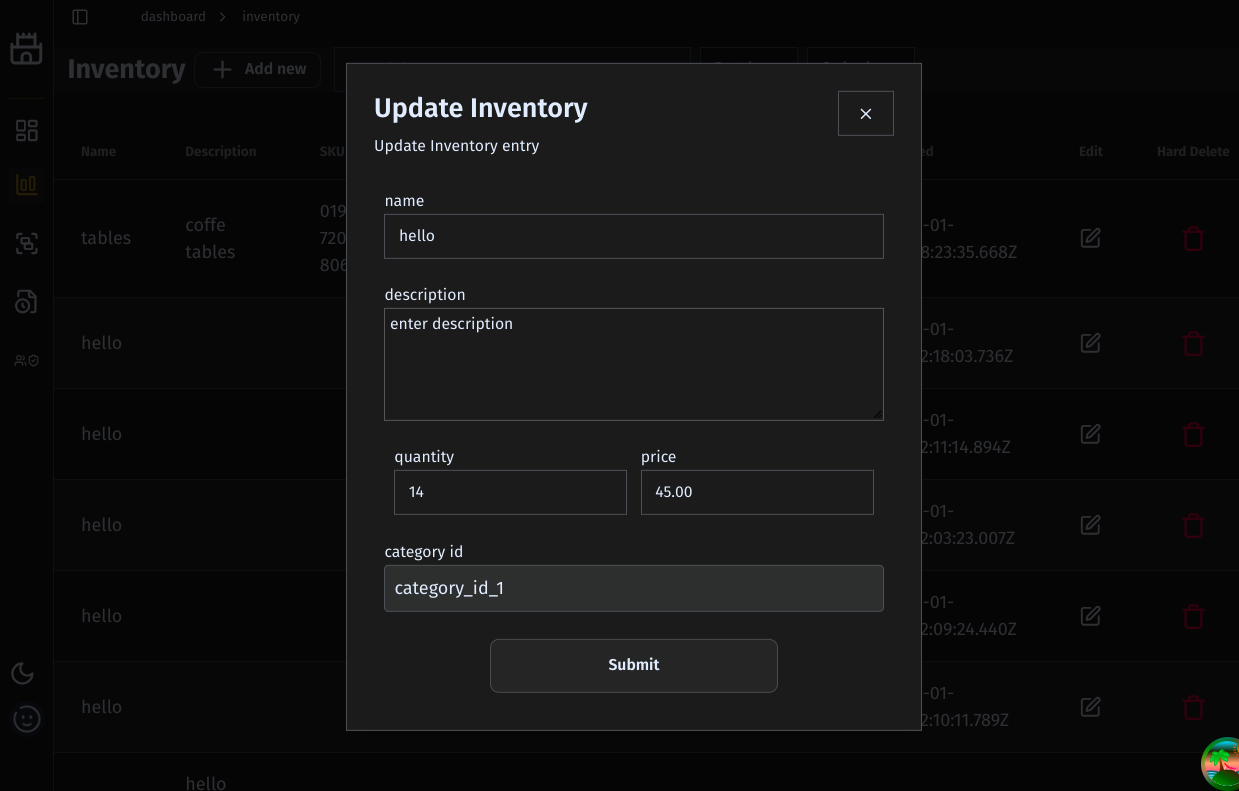 dashboard > inventory
Inventory
Add new
Update Inventory
Update Inventory entry
Name Description SKU
ed Edit Hard Delete
name
hello
description
enter description
quantity price
14 45.00
category id
category_id_1
Submit
tables
coffe
tables
019
720
806
-01-
8:23:35.668Z
hello
-01-
2:18:03.736Z
hello
-01-
2:11:14.894Z
hello
-01-
2:03:23.007Z
hello
-01-
2:09:24.440Z
hello
-01-
2:10:11.789Z
hello